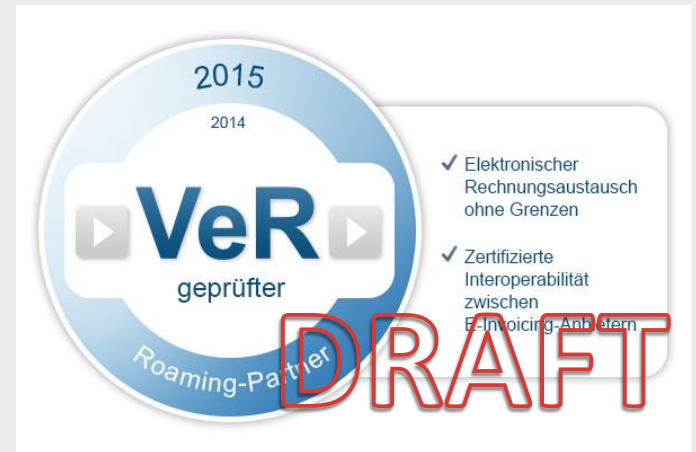 2015
2014
VeR
geprüfter
Roaming-Partner
Elektronischer
Rechnungsaustausch
ohne Grenzen
Zertifizierte
Interoperabilität
zwischen
E-Invoicing-Anbietern
DRAFT